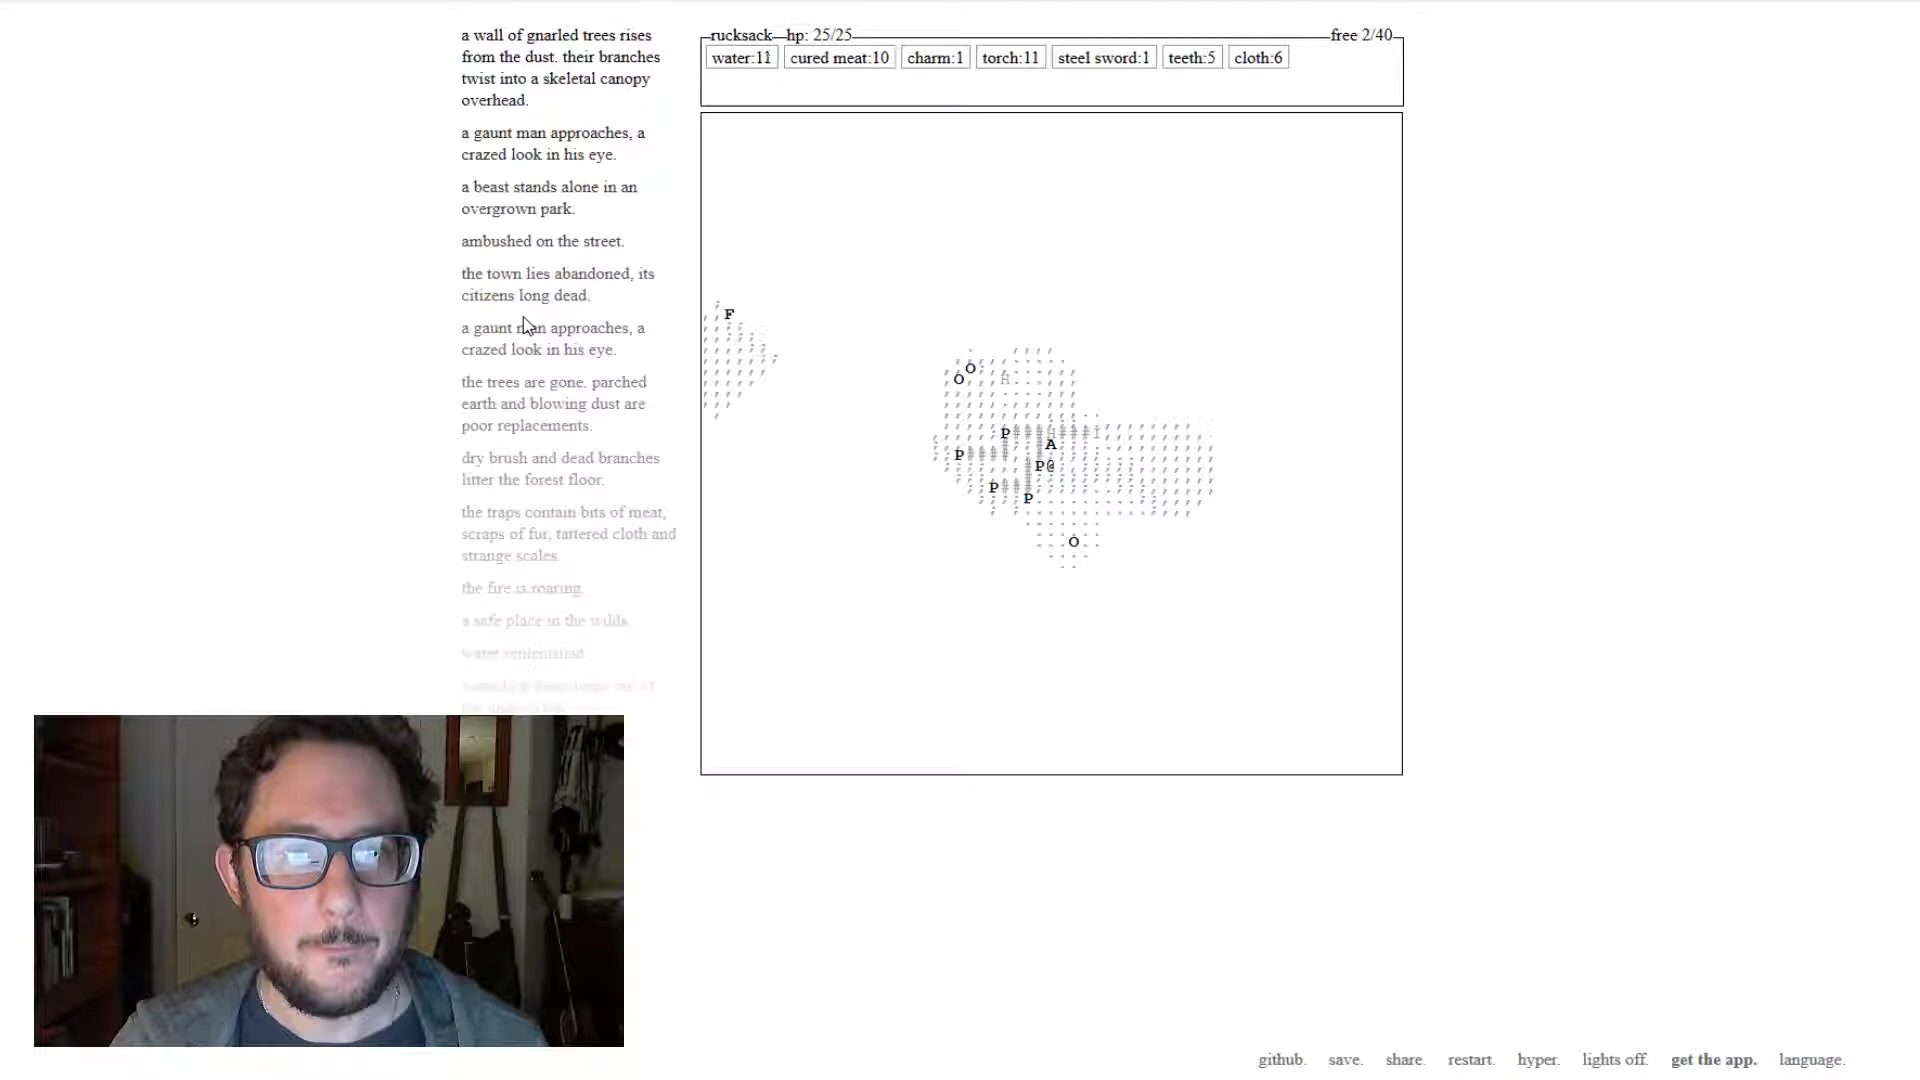 a wall of gnarled trees rises
from the dust. their branches
twist into a skeletal canopy
overhead.
a gaunt man approaches, a
crazed look in his eye.
a beast stands alone in an
overgrown park.
ambushed on the street.
the town lies abandoned, its
citizens long dead.
a gaunt man approaches, a
crazed look in his eye.
the trees are gone. parched
earth and blowing dust are
poor replacements.
dry brush and dead branches
litter the forest floor.
the traps contain bits of meat,
scraps of fur, tattered cloth and
strange scales.
the fire is roaring.
a safe place in the wilds.
water replenished.
rucksack hp: 25/25 free 2/40
water:11 cured meat:10 charm:1 torch:11 steel sword:1 teeth:5 cloth:6
F
O
O H
P H I
A
P P@
P
P
O
github. save. share. restart. hyper. lights off. get the app. language.